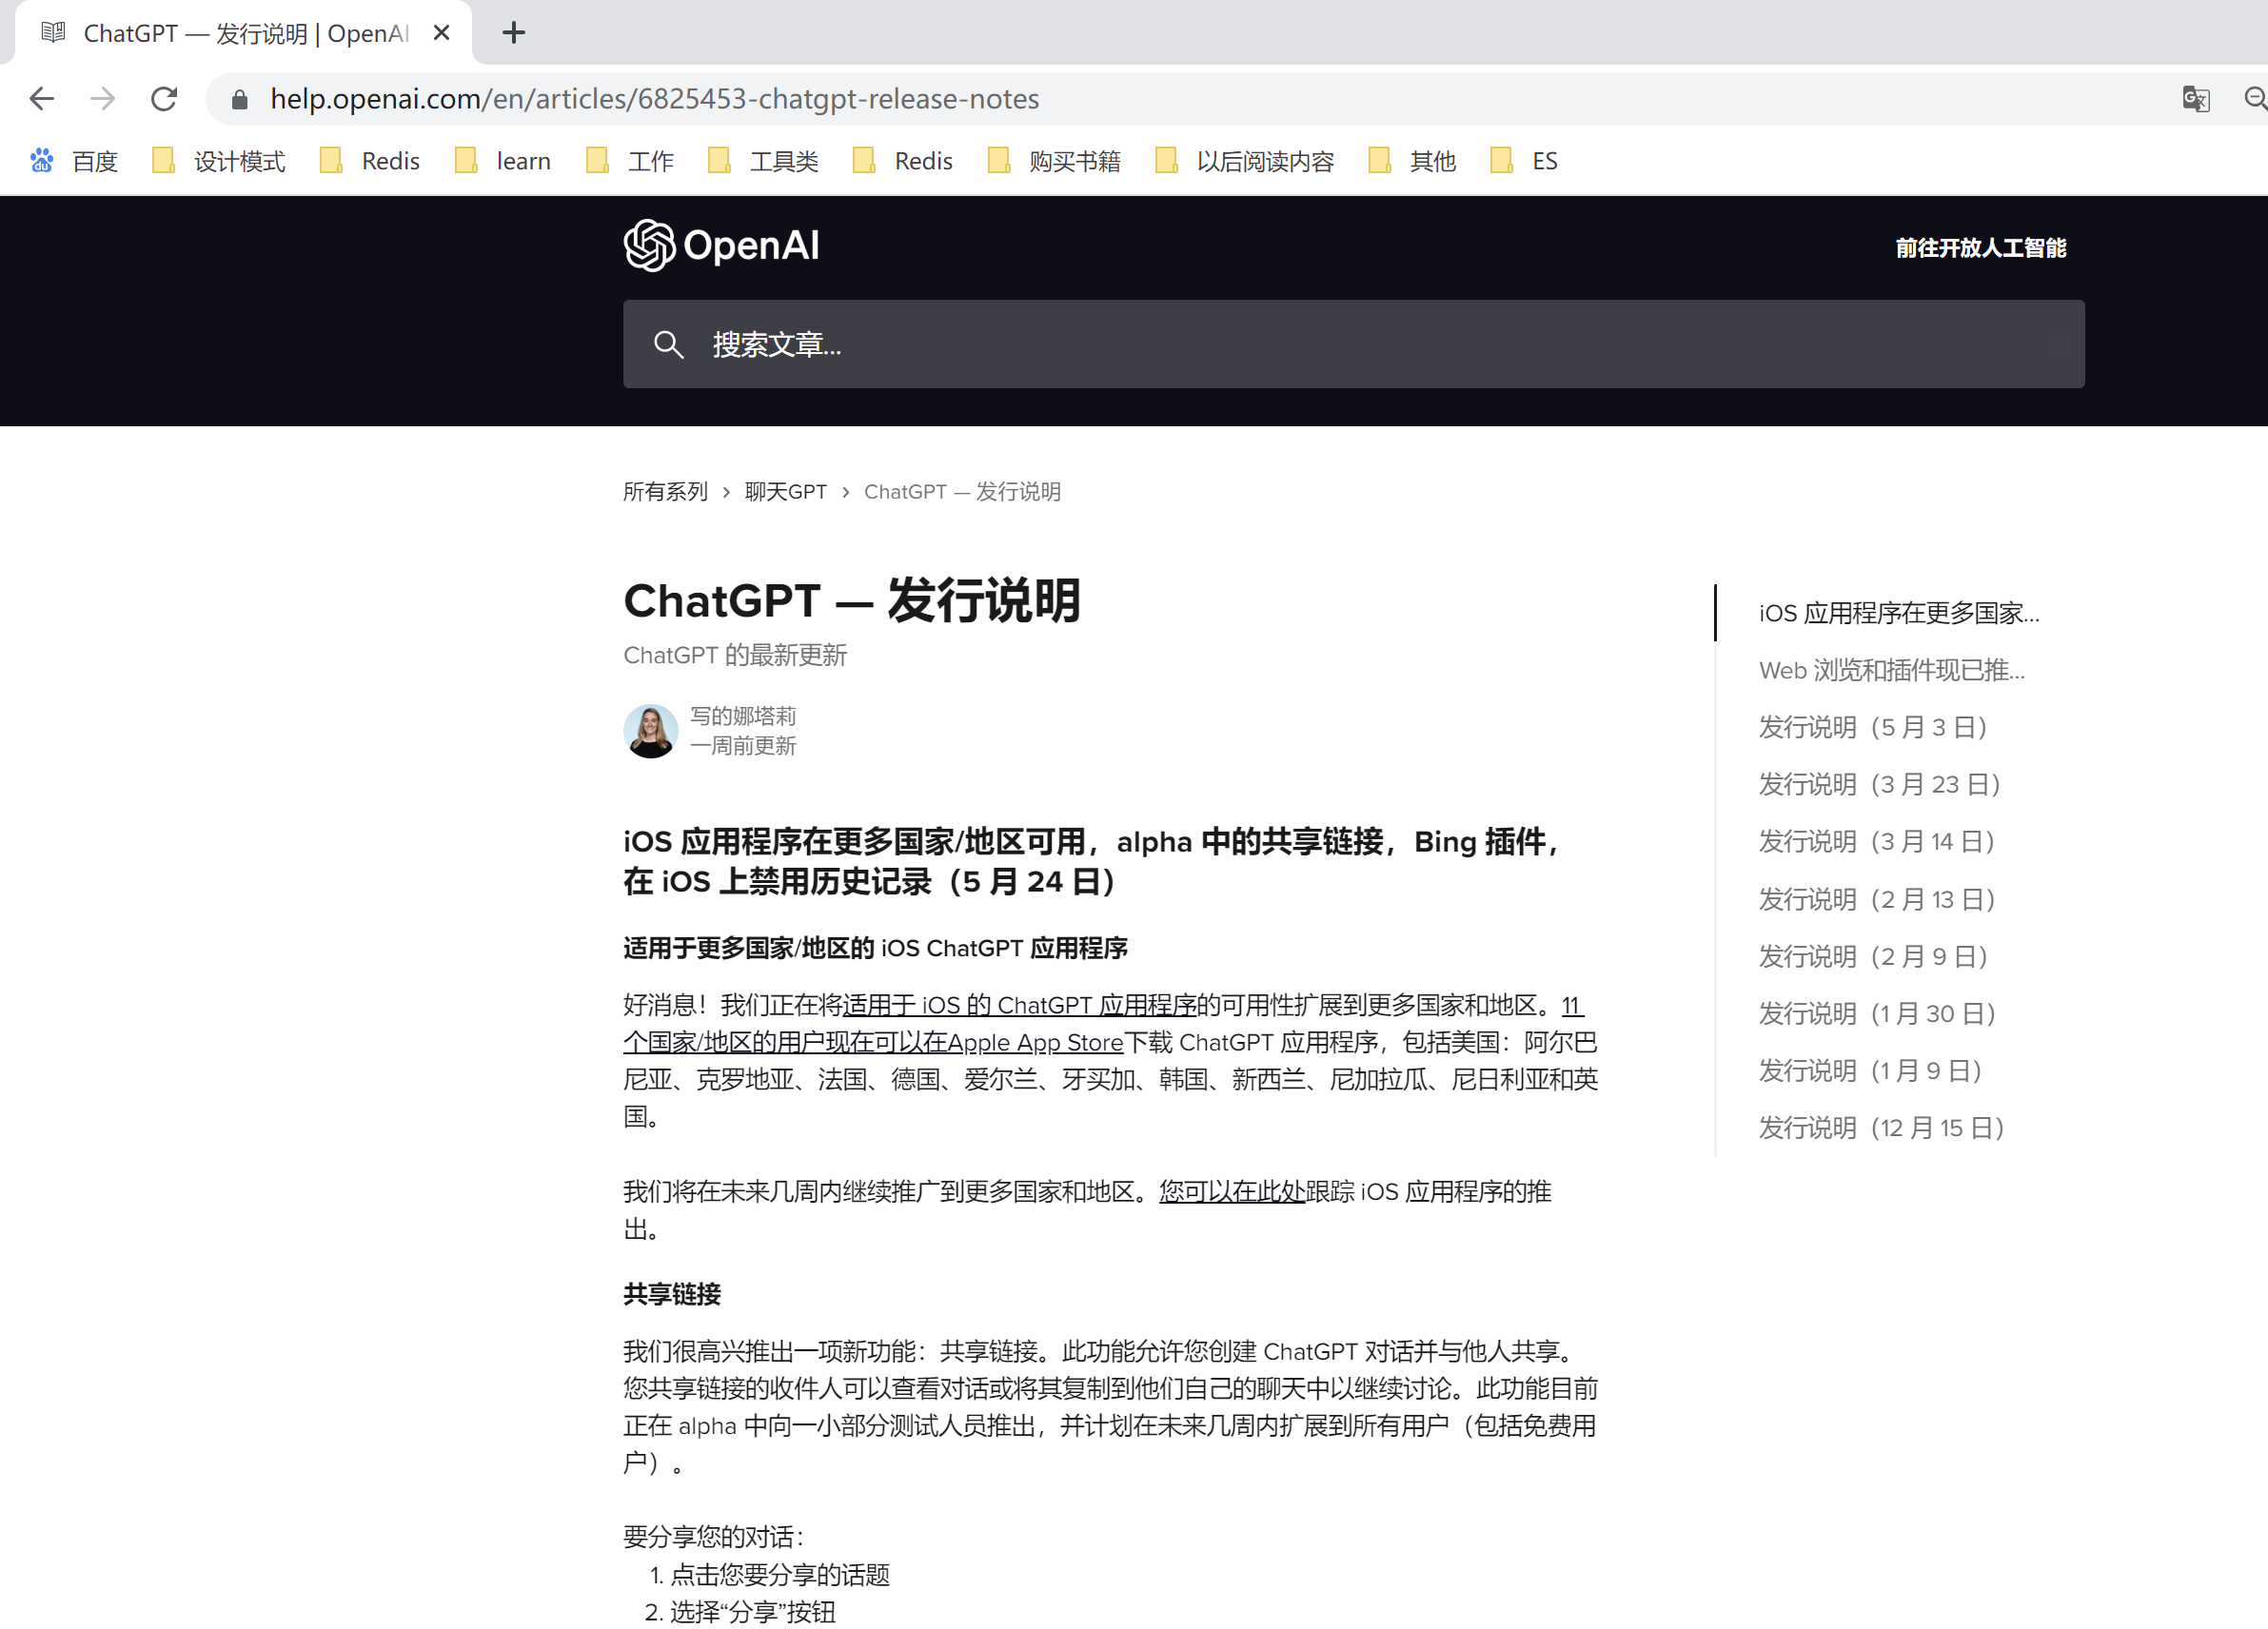 ChatGPT — 发行说明 | OpenAI
help.openai.com/en/articles/6825453-chatgpt-release-notes
百度 设计模式 Redis learn 工作 工具类 Redis 购买书籍 以后阅读内容 其他 ES
OpenAI
前往开放人工智能
搜索文章...
所有系列 > 聊天GPT > ChatGPT — 发行说明
ChatGPT — 发行说明
ChatGPT 的最新更新
写的娜塔莉
一周前更新
iOS 应用程序在更多国家/地区可用，alpha 中的共享链接，Bing 插件，
在 iOS 上禁用历史记录（5 月 24 日）
适用于更多国家/地区的 iOS ChatGPT 应用程序
好消息！我们正在将适用于 iOS 的 ChatGPT 应用程序的可用性扩展到更多国家和地区。11
个国家/地区的用户现在可以在Apple App Store下载 ChatGPT 应用程序，包括美国：阿尔巴
尼亚、克罗地亚、法国、德国、爱尔兰、牙买加、韩国、新西兰、尼加拉瓜、尼日利亚和英
国。
我们将在未来几周内继续推广到更多国家和地区。您可以在此处跟踪 iOS 应用程序的推
出。
共享链接
我们很高兴推出一项新功能：共享链接。此功能允许您创建 ChatGPT 对话并与他人共享。
您共享链接的收件人可以查看对话或将其复制到他们自己的聊天中以继续讨论。此功能目前
正在 alpha 中向一小部分测试人员推出，并计划在未来几周内扩展到所有用户（包括免费用
户）。
要分享您的对话：
1. 点击您要分享的话题
2. 选择“分享”按钮
iOS 应用程序在更多国家...
Web 浏览和插件现已推...
发行说明（5 月 3 日）
发行说明（3 月 23 日）
发行说明（3 月 14 日）
发行说明（2 月 13 日）
发行说明（2 月 9 日）
发行说明（1 月 30 日）
发行说明（1 月 9 日）
发行说明（12 月 15 日）